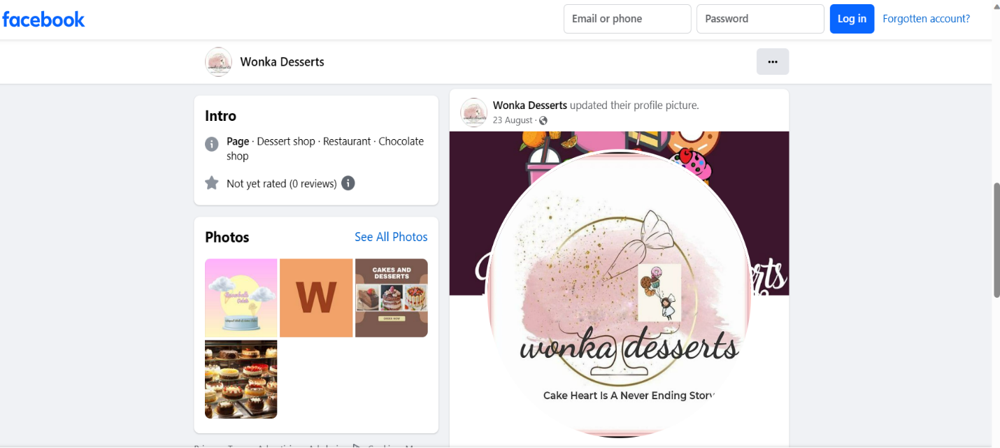 facebook
Email or phone
Password
Log in
Forgotten account?
Wonka Desserts
Intro
Page · Dessert shop · Restaurant · Chocolate
shop
Not yet rated (0 reviews)
Photos
See All Photos
W
CAKES AND
DESSERTS
ORDER NOW
Wonka Desserts updated their profile picture.
23 August ·
wonka desserts
Cake Heart Is A Never Ending Story